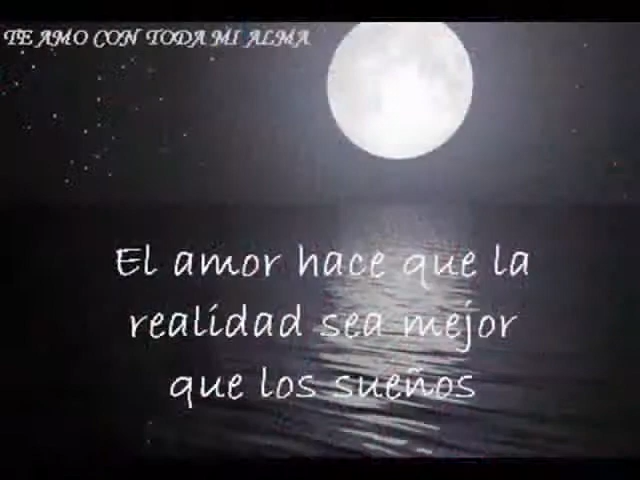 TE AMO CON TODA MI ALMA
El amor hace que la
realidad sea mejor
que los sueños